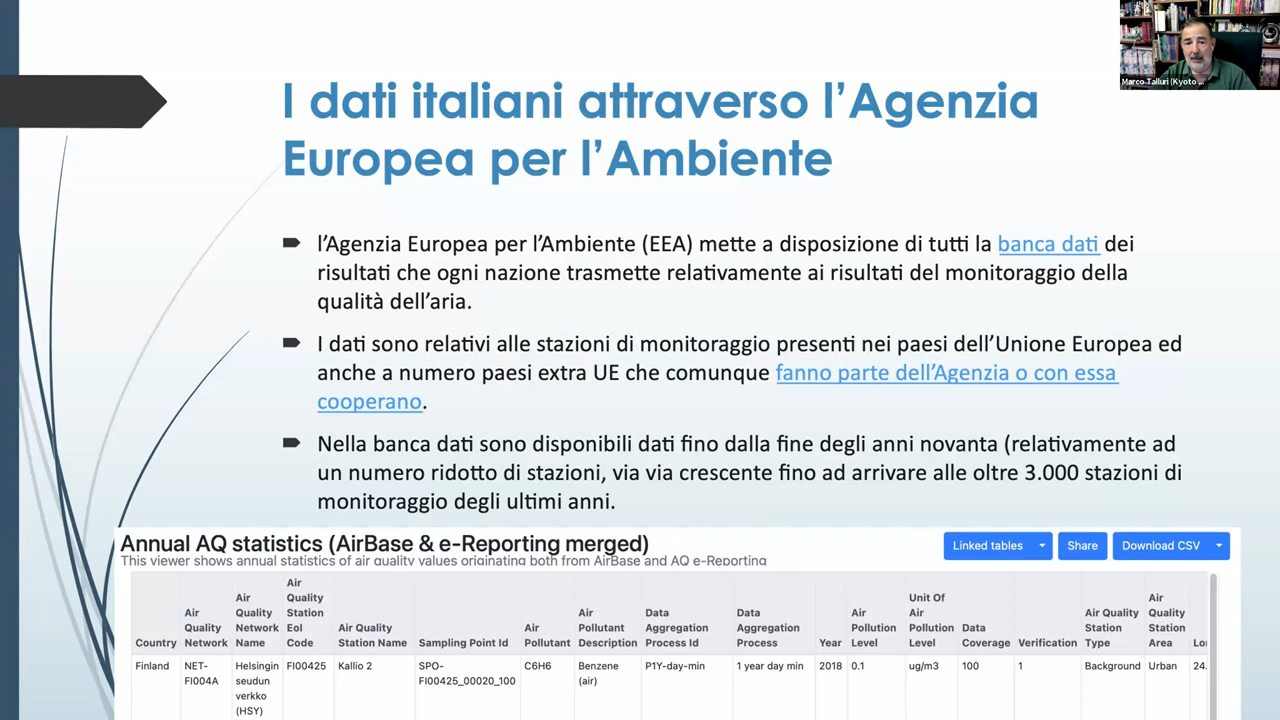 Marco Talluri (Kyoto ...
I dati italiani attraverso l’Agenzia
Europea per l’Ambiente
l’Agenzia Europea per l’Ambiente (EEA) mette a disposizione di tutti la banca dati dei
risultati che ogni nazione trasmette relativamente ai risultati del monitoraggio della
qualità dell’aria.
I dati sono relativi alle stazioni di monitoraggio presenti nei paesi dell’Unione Europea ed
anche a numero paesi extra UE che comunque fanno parte dell’Agenzia o con essa
cooperano.
Nella banca dati sono disponibili dati fino dalla fine degli anni novanta (relativamente ad
un numero ridotto di stazioni, via via crescente fino ad arrivare alle oltre 3.000 stazioni di
monitoraggio degli ultimi anni.
Annual AQ statistics (AirBase & e-Reporting merged)
Linked tables
Share
Download CSV
This viewer shows annual statistics of air quality values originating both from AirBase and AQ e-Reporting
Country
Air
Quality
Network
Air
Quality
Network
Name
Air
Quality
Station
EoI
Code
Air Quality
Station Name
Sampling Point Id
Air
Pollutant
Air
Pollutant
Description
Data
Aggregation
Process Id
Data
Aggregation
Process
Year
Air
Pollution
Level
Unit Of
Air
Pollution
Level
Data
Coverage
Verification
Air Quality
Station
Type
Air
Quality
Station
Area
Lo
Finland
NET-
FI004A
Helsingin
seudun
verkko
(HSY)
FI00425
Kallio 2
SPO-
FI00425_00020_100
C6H6
Benzene
(air)
P1Y-day-min
1 year day min
2018
0.1
ug/m3
100
1
Background
Urban
24.